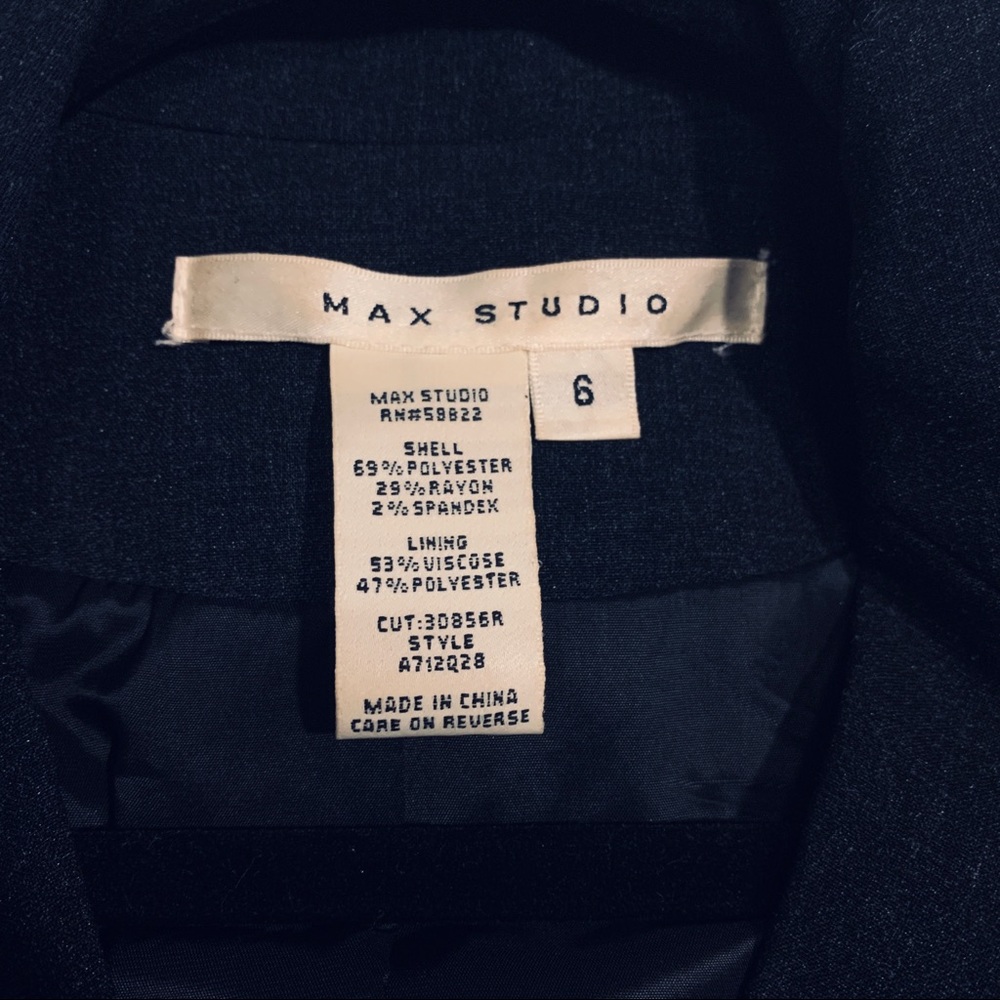 MAX STUDIO
6
MAX STUDIO
RN#59822
SHELL
69%POLYESTER
29%RAYON
2%SPANDEX
LINING
53%VISCOSE
47%POLYESTER
CUT:30856R
STYLE
A712Q28
MADE IN CHINA
CARE ON REVERSE